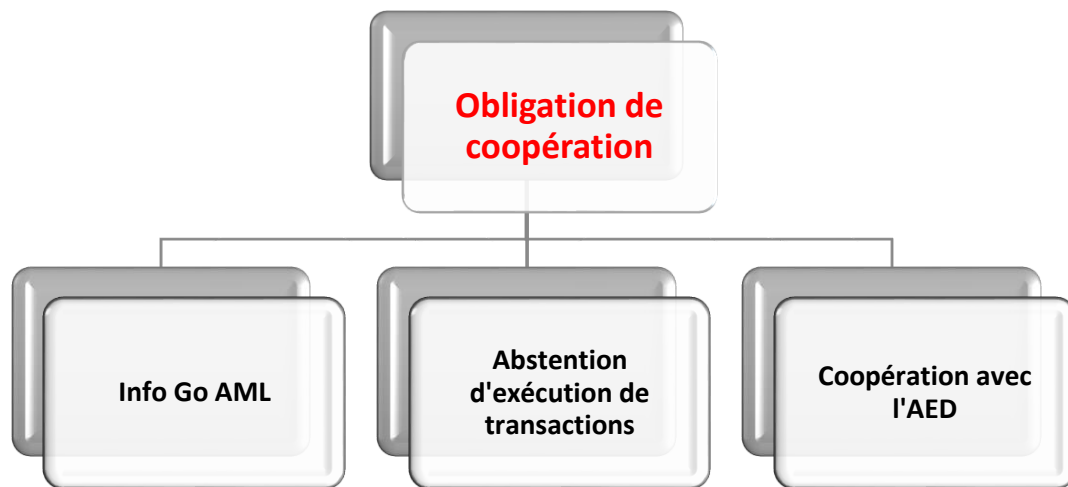 Obligation de
coopération
Info Go AML
Abstention
d'exécution de
transactions
Coopération avec
l'AED